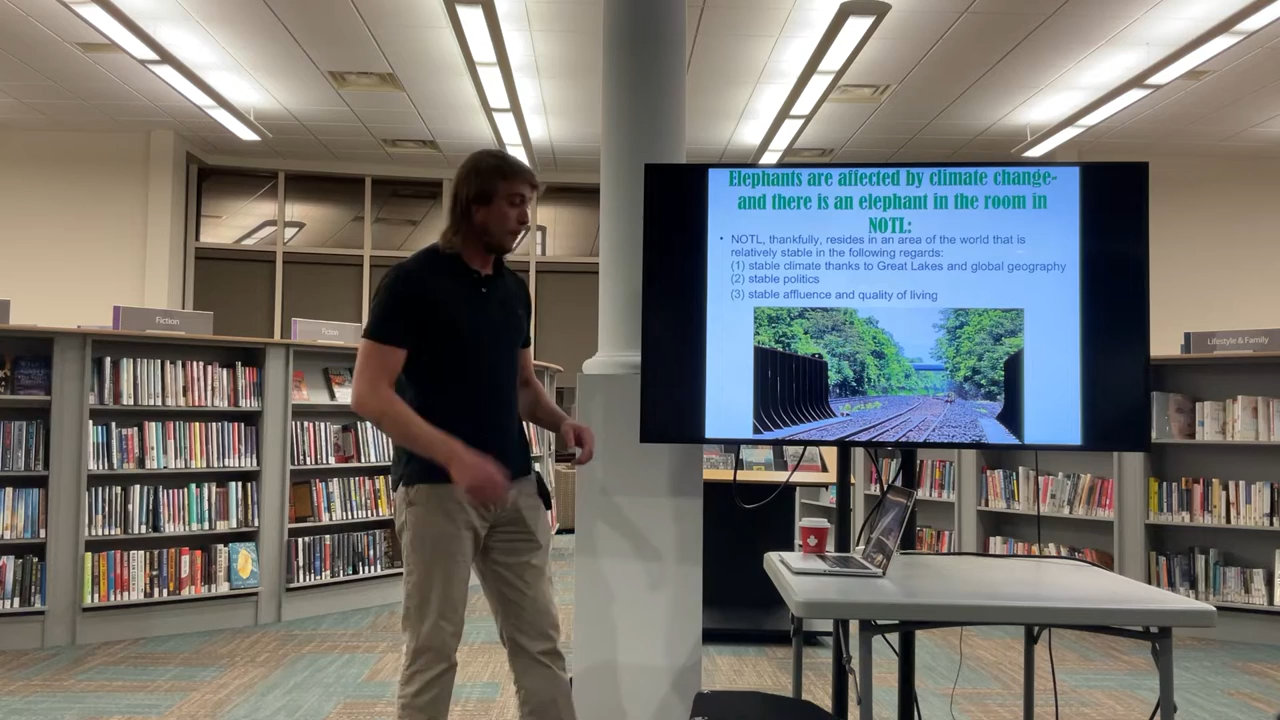 Elephants are affected by climate change-
and there is an elephant in the room in
NOTL:
• NOTL, thankfully, resides in an area of the world that is
relatively stable in the following regards:
(1) stable climate thanks to Great Lakes and global geography
(2) stable politics
(3) stable affluence and quality of living
Fiction
Fiction
Lifestyle & Family